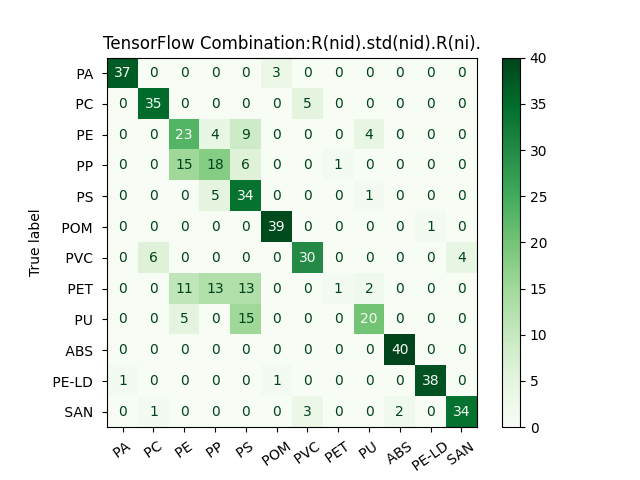 TensorFlow Combination:R(nid).std(nid).R(ni).
True label
PA 37 0 0 0 0 3 0 0 0 0 0 0
PC 0 35 0 0 0 0 5 0 0 0 0 0
PE 0 0 23 4 9 0 0 0 4 0 0 0
PP 0 0 15 18 6 0 0 1 0 0 0 0
PS 0 0 0 5 34 0 0 0 1 0 0 0
POM 0 0 0 0 0 39 0 0 0 0 1 0
PVC 0 6 0 0 0 0 30 0 0 0 0 4
PET 0 0 11 13 13 0 0 1 2 0 0 0
PU 0 0 5 0 15 0 0 0 20 0 0 0
ABS 0 0 0 0 0 0 0 0 0 40 0 0
PE-LD 1 0 0 0 0 1 0 0 0 0 38 0
SAN 0 1 0 0 0 0 3 0 0 2 0 34
PA PC PE PP PS POM PVC PET PU ABS PE-LD SAN
40
35
30
25
20
15
10
5
0